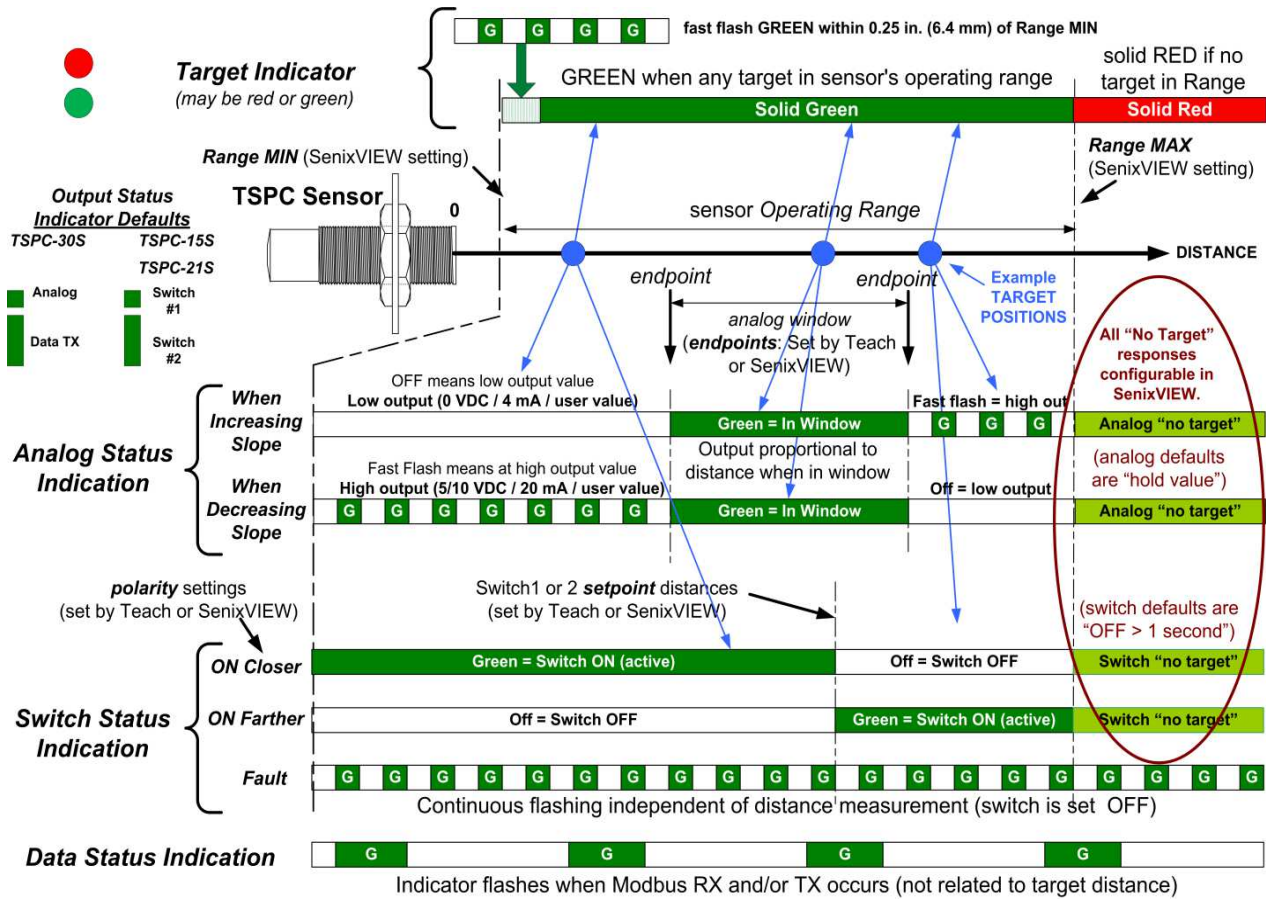 G G G G
fast flash GREEN within 0.25 in. (6.4 mm) of Range MIN
Target Indicator
(may be red or green)
GREEN when any target in sensor's operating range
solid RED if no
target in Range
Solid Green
Solid Red
Range MIN (SenixVIEW setting)
Range MAX
(SenixVIEW setting)
Output Status
Indicator Defaults
TSPC-30S
TSPC-15S
TSPC-21S
Analog
Switch
#1
Data TX
Switch
#2
TSPC Sensor
0
sensor Operating Range
DISTANCE
endpoint
endpoint
Example
TARGET
POSITIONS
analog window
(endpoints: Set by Teach
or SenixVIEW)
All “No Target”
responses
configurable in
SenixVIEW.
Analog Status
Indication
When
Increasing
Slope
OFF means low output value
Low output (0 VDC / 4 mA / user value)
Green = In Window
Fast flash = high out
G G G
Analog “no target”
Output proportional to
distance when in window
(analog defaults
are “hold value”)
When
Decreasing
Slope
Fast Flash means at high output value
High output (5/10 VDC / 20 mA / user value)
G G G G G G G
Green = In Window
Off = low output
Analog “no target”
polarity settings
(set by Teach or SenixVIEW)
Switch1 or 2 setpoint distances
(set by Teach or SenixVIEW)
(switch defaults are
“OFF > 1 second”)
Switch Status
Indication
ON Closer
Green = Switch ON (active)
Off = Switch OFF
Switch “no target”
ON Farther
Off = Switch OFF
Green = Switch ON (active)
Switch “no target”
Fault
G G G G G G G G G G G G G G G G G G G G
Continuous flashing independent of distance measurement (switch is set OFF)
Data Status Indication
G G G G
Indicator flashes when Modbus RX and/or TX occurs (not related to target distance)